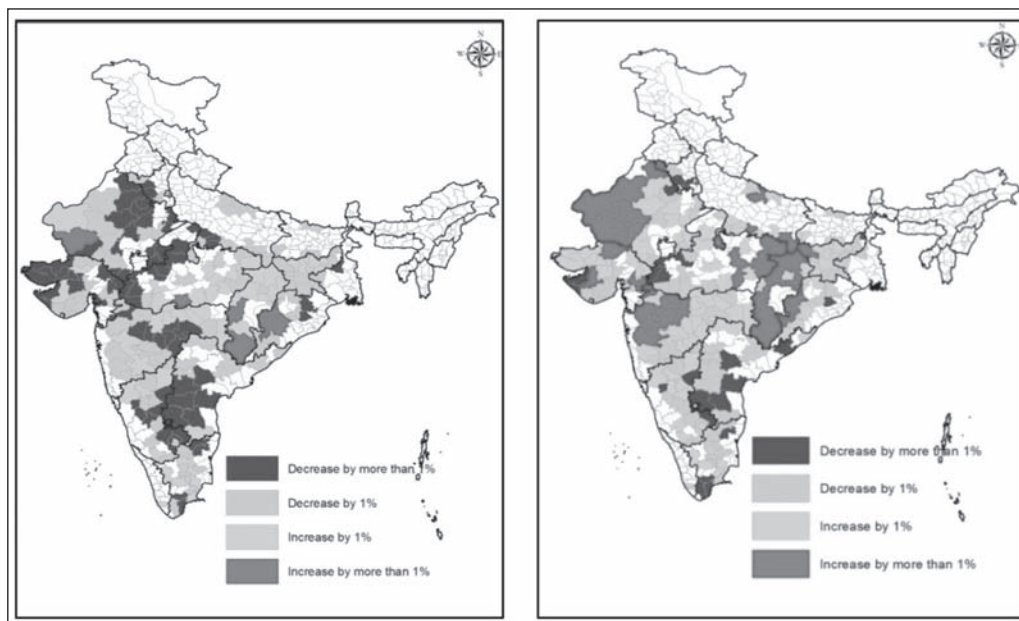 N
W
E
S
Decrease by more than 1%
Decrease by 1%
Increase by 1%
Increase by more than 1%
N
W
E
S
Decrease by more than 1%
Decrease by 1%
Increase by 1%
Increase by more than 1%